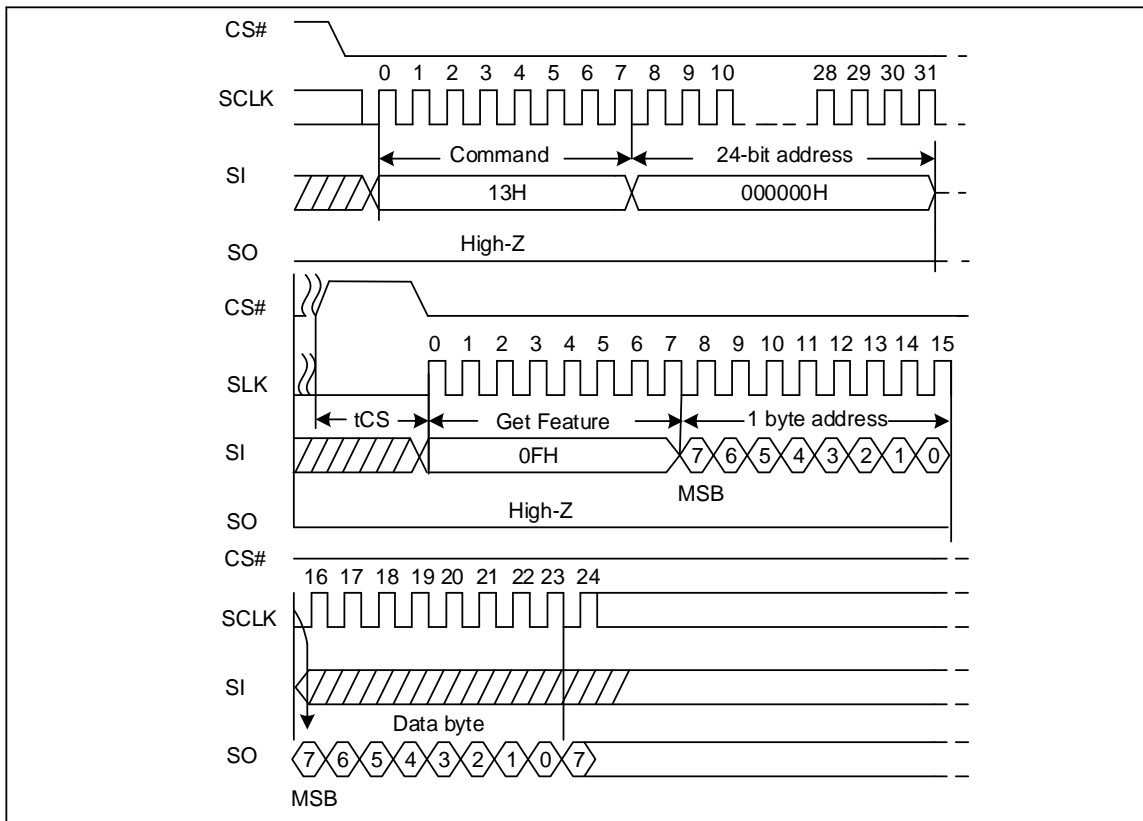 CS#
0 1 2 3 4 5 6 7 8 9 10 28 29 30 31
SCLK
Command 24-bit address
SI
13H 000000H
SO High-Z
CS#
0 1 2 3 4 5 6 7 8 9 10 11 12 13 14 15
SLK
tCS Get Feature 1 byte address
SI 0FH 7 6 5 4 3 2 1 0
MSB
SO High-Z
CS#
16 17 18 19 20 21 22 23 24
SCLK
SI
Data byte
SO 7 6 5 4 3 2 1 0 7
MSB